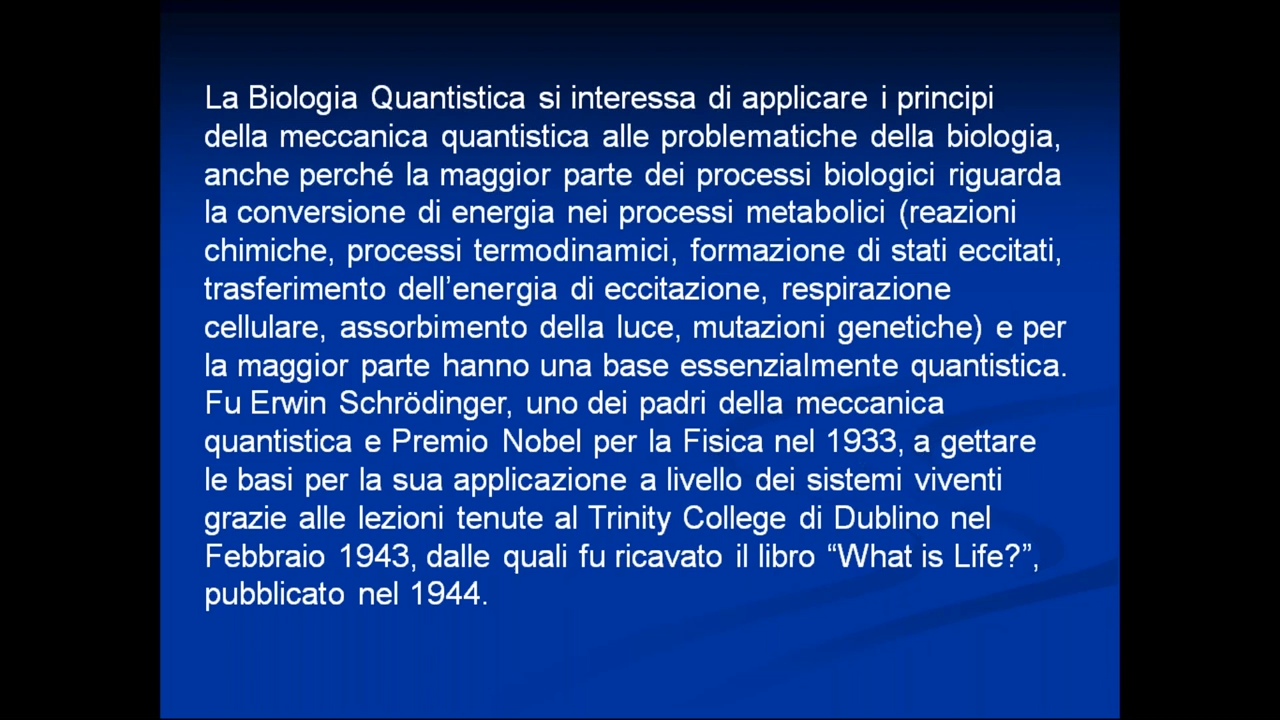 La Biologia Quantistica si interessa di applicare i principi
della meccanica quantistica alle problematiche della biologia,
anche perché la maggior parte dei processi biologici riguarda
la conversione di energia nei processi metabolici (reazioni
chimiche, processi termodinamici, formazione di stati eccitati,
trasferimento dell’energia di eccitazione, respirazione
cellulare, assorbimento della luce, mutazioni genetiche) e per
la maggior parte hanno una base essenzialmente quantistica.
Fu Erwin Schrödinger, uno dei padri della meccanica
quantistica e Premio Nobel per la Fisica nel 1933, a gettare
le basi per la sua applicazione a livello dei sistemi viventi
grazie alle lezioni tenute al Trinity College di Dublino nel
Febbraio 1943, dalle quali fu ricavato il libro “What is Life?”,
pubblicato nel 1944.